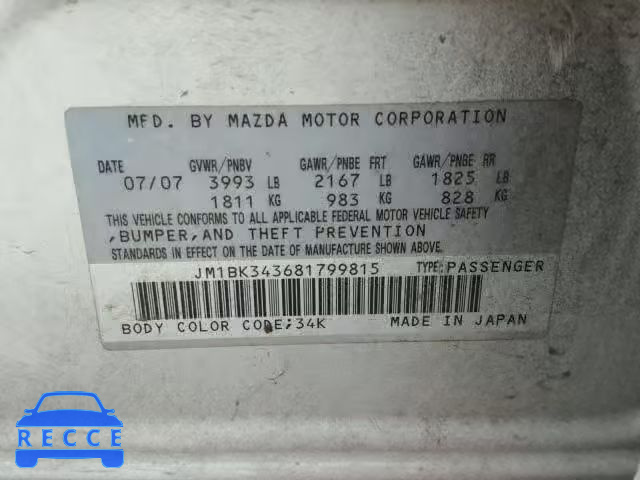 MFD. BY MAZDA MOTOR CORPORATION
DATE GVWR/PNBV GAWR/PNBE FRT GAWR/PNBE RR
07/07 3993 LB 2167 LB 1825 LB
1811 KG 983 KG 828 KG
THIS VEHICLE CONFORMS TO ALL APPLICABLE FEDERAL MOTOR VEHICLE SAFETY
,BUMPER,AND THEFT PREVENTION
STANDARDS IN EFFECT ON THE DATE OF MANUFACTURE SHOWN ABOVE.
JM1BK343681799815 TYPE:PASSENGER
BODY COLOR CODE;34K MADE IN JAPAN
RECCE